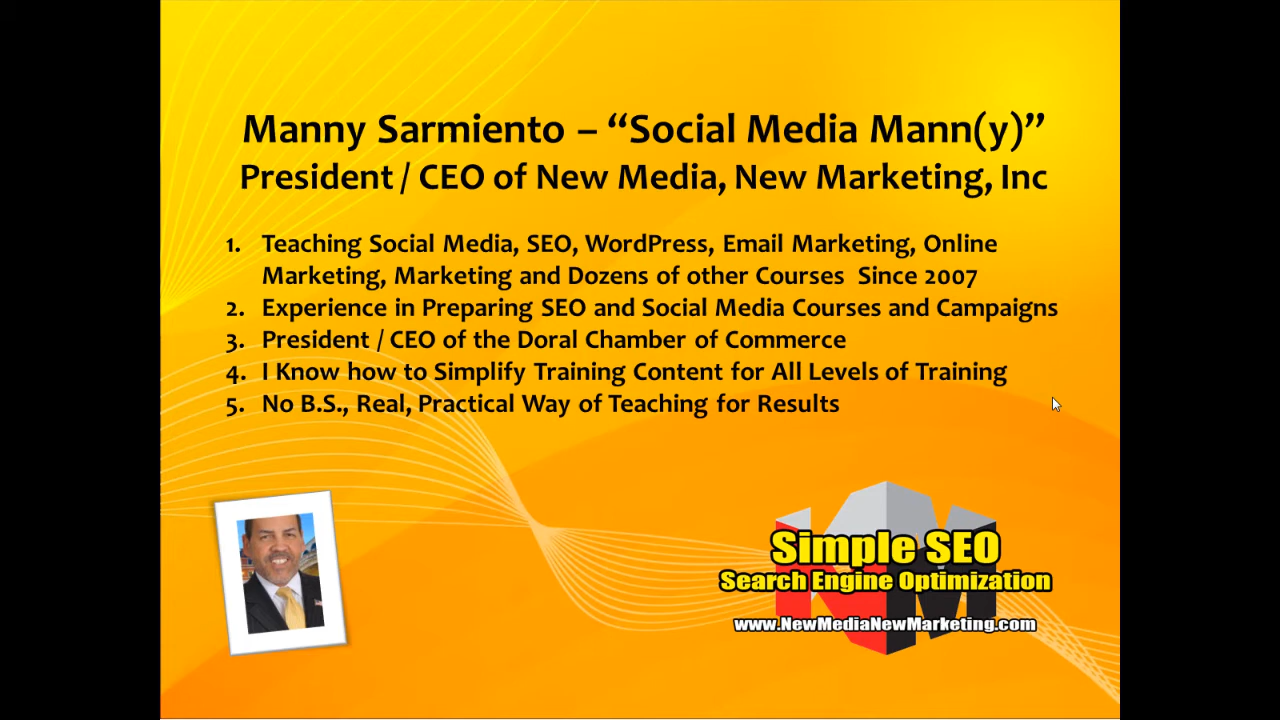 Manny Sarmiento – “Social Media Mann(y)”
President / CEO of New Media, New Marketing, Inc
1. Teaching Social Media, SEO, WordPress, Email Marketing, Online
Marketing, Marketing and Dozens of other Courses  Since 2007
2. Experience in Preparing SEO and Social Media Courses and Campaigns
3. President / CEO of the Doral Chamber of Commerce
4. I Know how to Simplify Training Content for All Levels of Training
5. No B.S., Real, Practical Way of Teaching for Results
Simple SEO
Search Engine Optimization
www.NewMediaNewMarketing.com